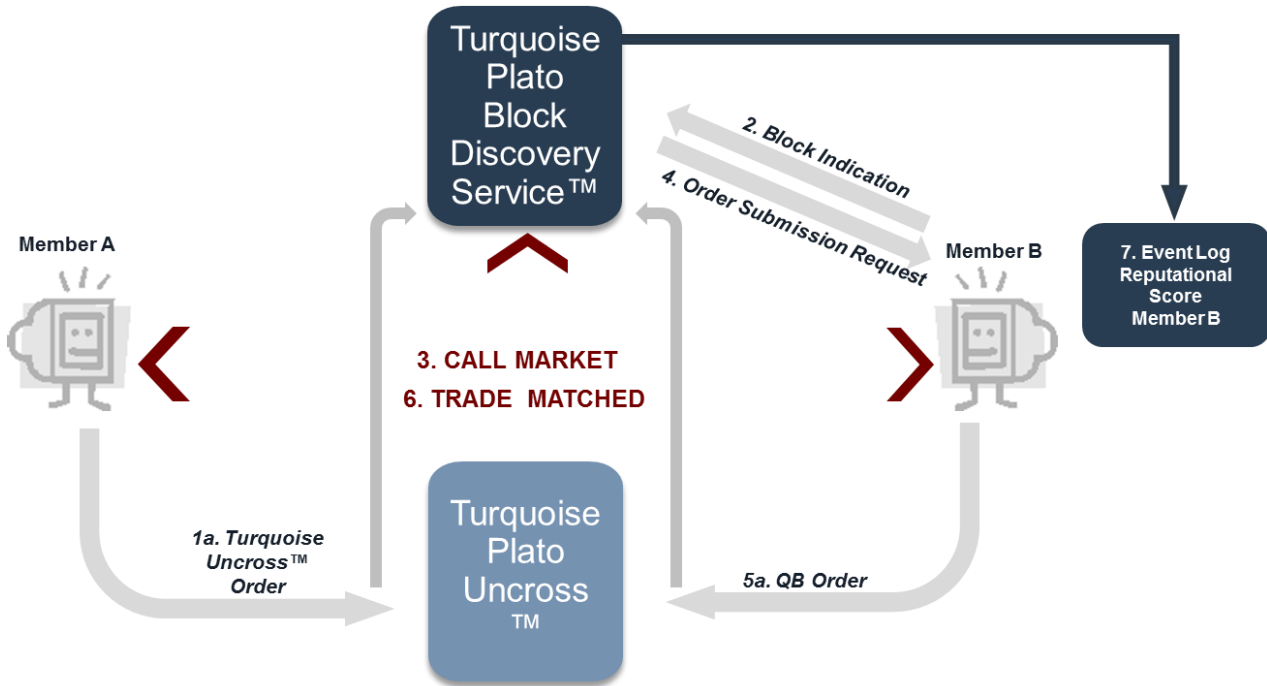 Turquoise
Plato
Block
Discovery
Service™
2. Block Indication
4. Order Submission Request
Member A
Member B
7. Event Log
Reputational
Score
Member B
3. CALL MARKET
6. TRADE MATCHED
1a. Turquoise
Uncross™
Order
Turquoise
Plato
Uncross
™
5a. QB Order